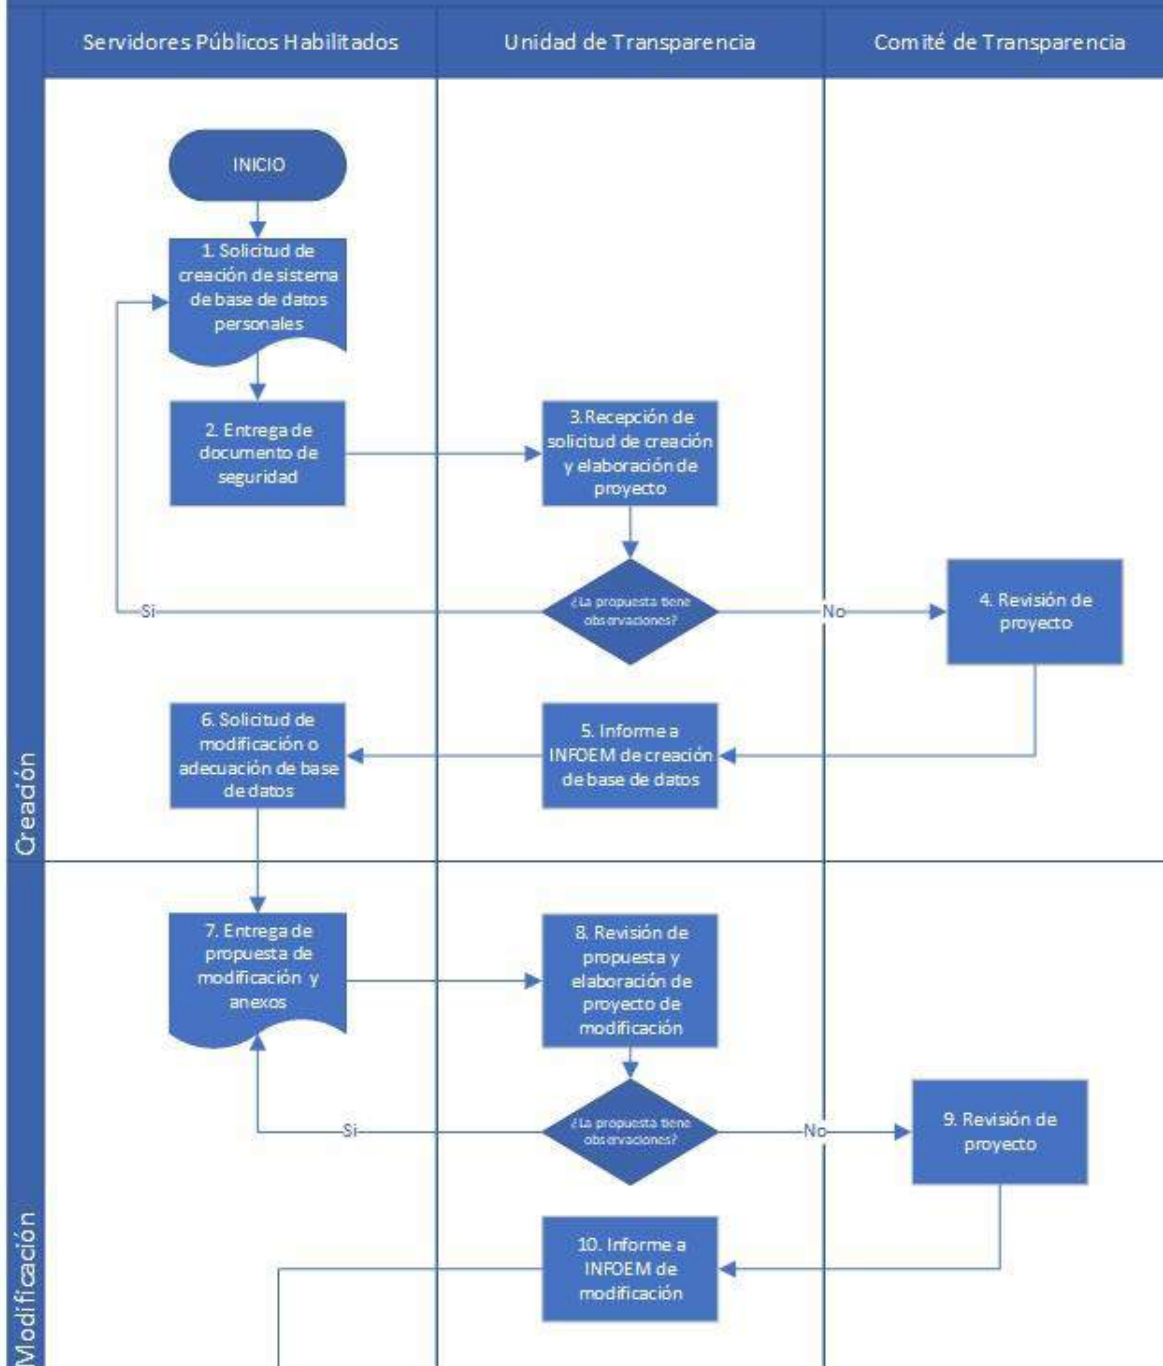 Servidores Públicos Habilitados
Unidad de Transparencia
Comité de Transparencia
Creación
INICIO
1. Solicitud de
creación de sistema
de base de datos
personales
2. Entrega de
documento de
seguridad
3.Recepción de
solicitud de creación
y elaboración de
proyecto
¿La propuesta tiene
observaciones?
Si
No
4. Revisión de
proyecto
5. Informe a
INFOEM de creación
de base de datos
6. Solicitud de
modificación o
adecuación de base
de datos
Modificación
7. Entrega de
propuesta de
modificación y
anexos
8. Revisión de
propuesta y
elaboración de
proyecto de
modificación
¿La propuesta tiene
observaciones?
Si
No
9. Revisión de
proyecto
10. Informe a
INFOEM de
modificación